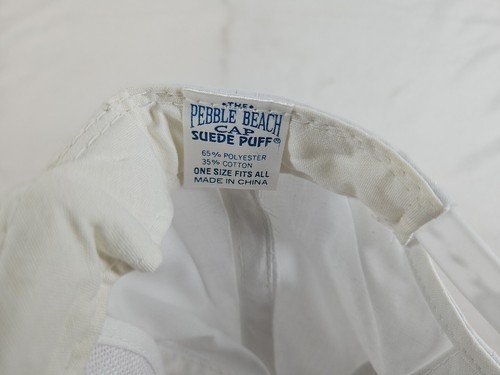 •THE•
PEBBLE BEACH
CAP
SUEDE PUFF®
65% POLYESTER
35% COTTON
ONE SIZE FITS ALL
MADE IN CHINA